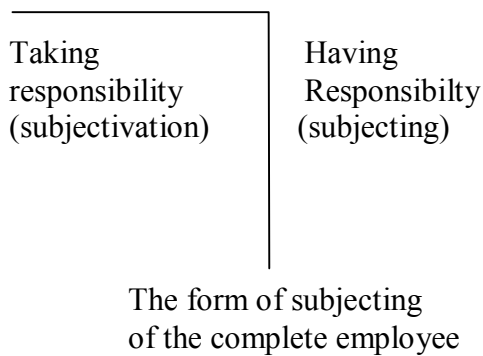 Taking
responsibility
(subjectivation)
Having
Responsibilty
(subjecting)
The form of subjecting
of the complete employee